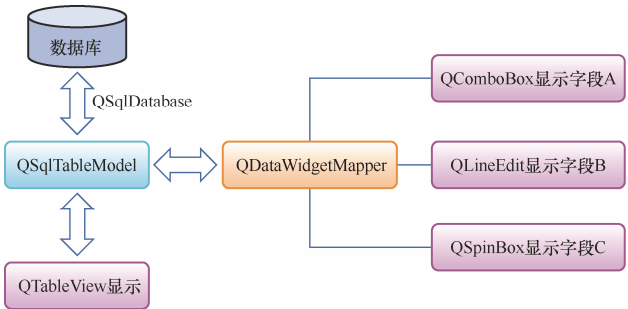 数据库
QSqlDatabase
QComboBox显示字段A
QSqlTableModel
QDataWidgetMapper
QLineEdit显示字段B
QSpinBox显示字段C
QTableView显示